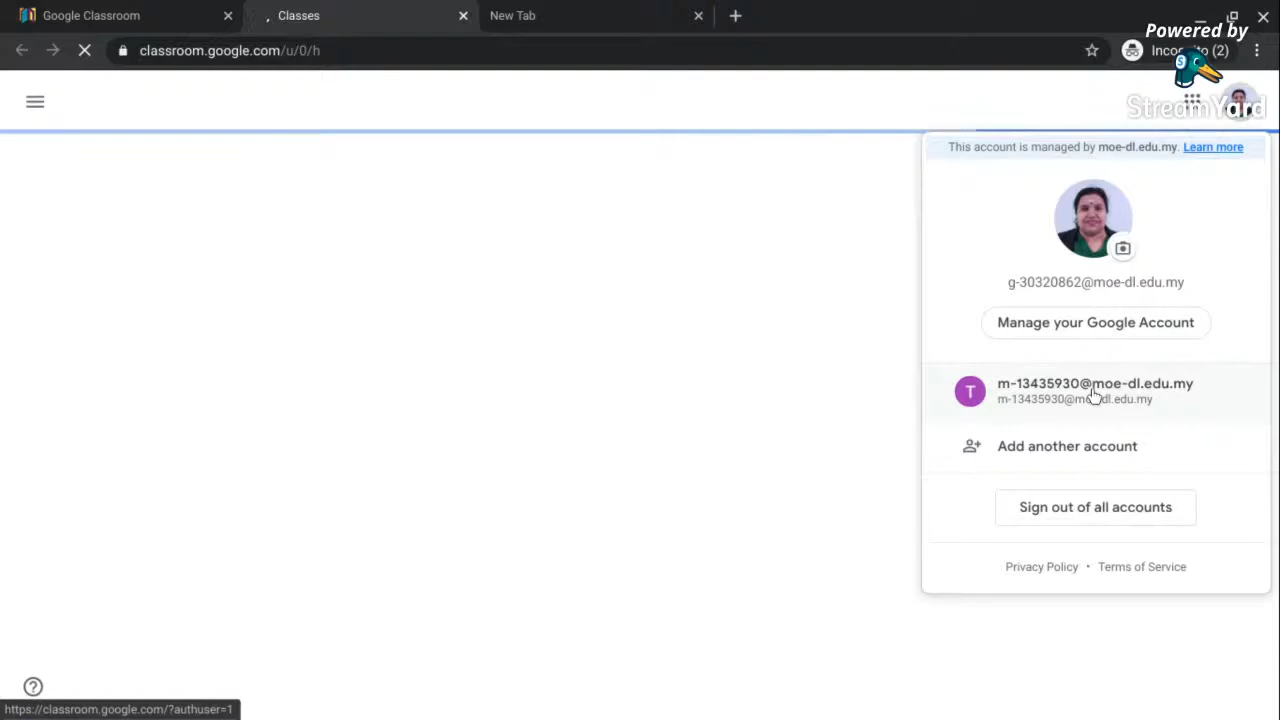 Google Classroom
Classes
New Tab
Powered by
classroom.google.com/u/0/h
(2)
StreamYard
This account is managed by moe-dl.edu.my. Learn more
g-30320862@moe-dl.edu.my
Manage your Google Account
T
m-13435930@moe-dl.edu.my
m-13435930@moe-dl.edu.my
Add another account
Sign out of all accounts
Privacy Policy • Terms of Service
https://classroom.google.com/?authuser=1